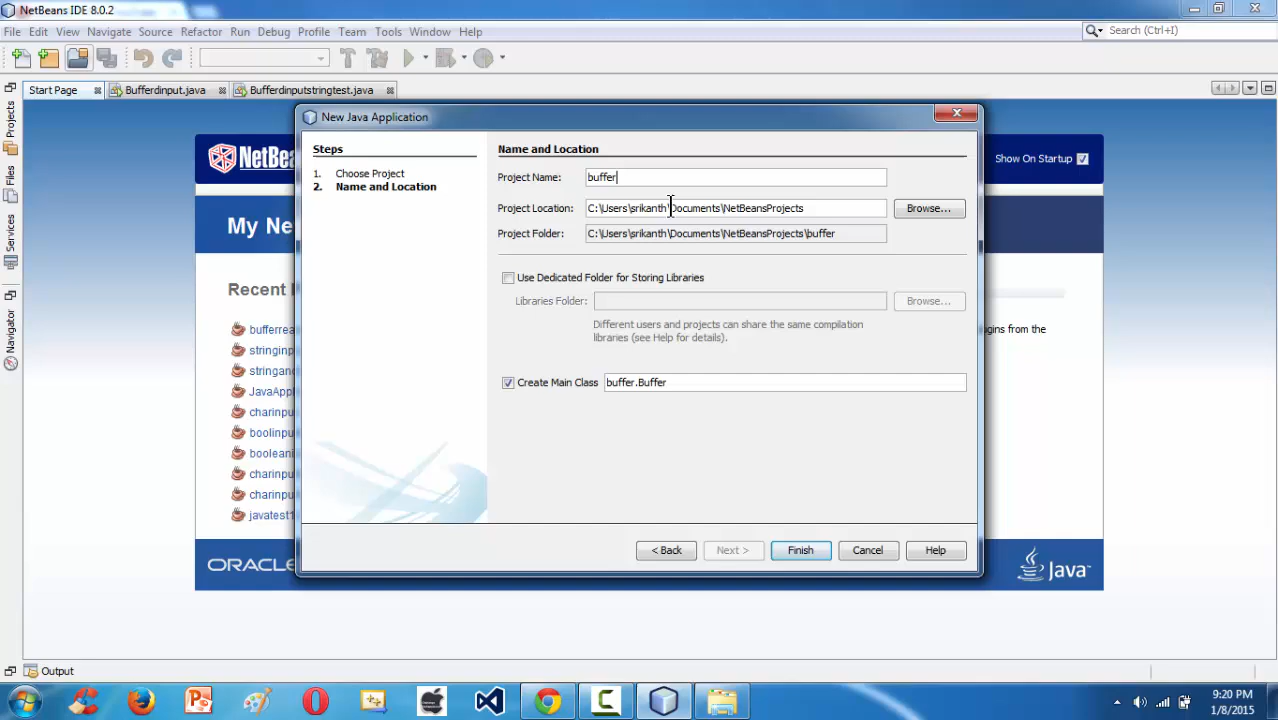 NetBeans IDE 8.0.2
File Edit View Navigate Source Refactor Run Debug Profile Team Tools Window Help
Search (Ctrl+I)
Start Page Bufferdinput.java Bufferdinputstringtest.java
Projects
Files
Services
Navigator
NetBe
Show On Startup
My Ne
Recent
bufferrea
stringinp
stringan
JavaAppl
charinpu
boolinpu
booleani
charinpu
charinpu
javatest1
gins from the
ORACLE
Java
New Java Application
Steps
1. Choose Project
2. Name and Location
Name and Location
Project Name: buffer
Project Location: C:\Users\srikanth\Documents\NetBeansProjects Browse...
Project Folder: C:\Users\srikanth\Documents\NetBeansProjects\buffer
Use Dedicated Folder for Storing Libraries
Libraries Folder: Browse...
Different users and projects can share the same compilation
libraries (see Help for details).
Create Main Class buffer.Buffer
< Back Next > Finish Cancel Help
Output
9:20 PM
1/8/2015